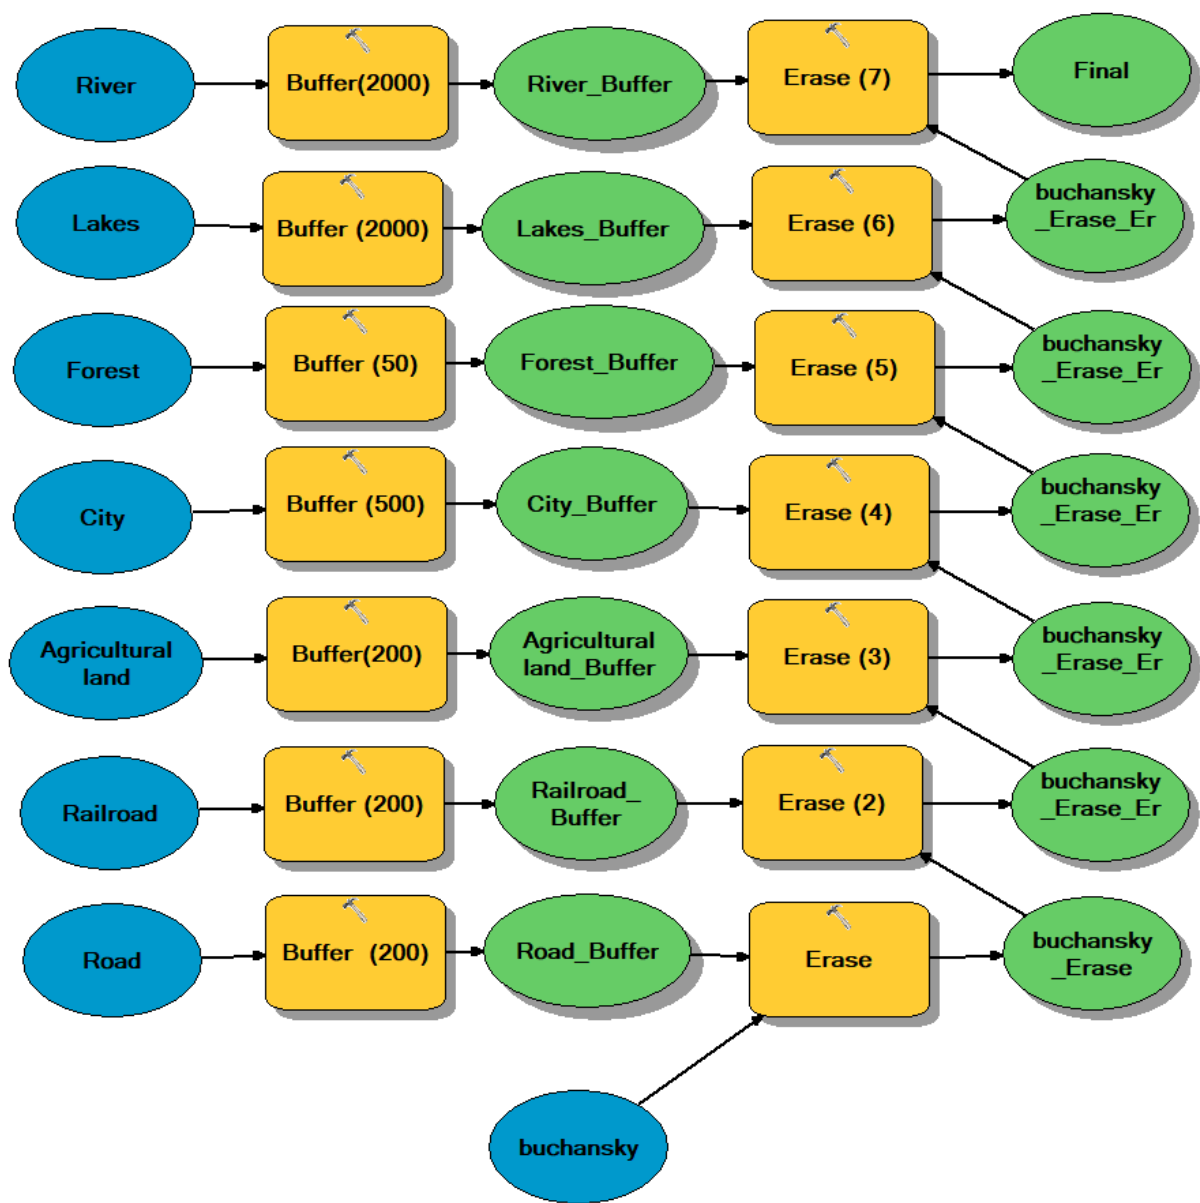 River
Buffer(2000)
River_Buffer
Erase (7)
Final
Lakes
Buffer (2000)
Lakes_Buffer
Erase (6)
buchansky
_Erase_Er
Forest
Buffer (50)
Forest_Buffer
Erase (5)
buchansky
_Erase_Er
City
Buffer (500)
City_Buffer
Erase (4)
buchansky
_Erase_Er
Agricultural
land
Buffer(200)
Agricultural
land_Buffer
Erase (3)
buchansky
_Erase_Er
Railroad
Buffer (200)
Railroad_
Buffer
Erase (2)
buchansky
_Erase_Er
Road
Buffer  (200)
Road_Buffer
Erase
buchansky
_Erase
buchansky